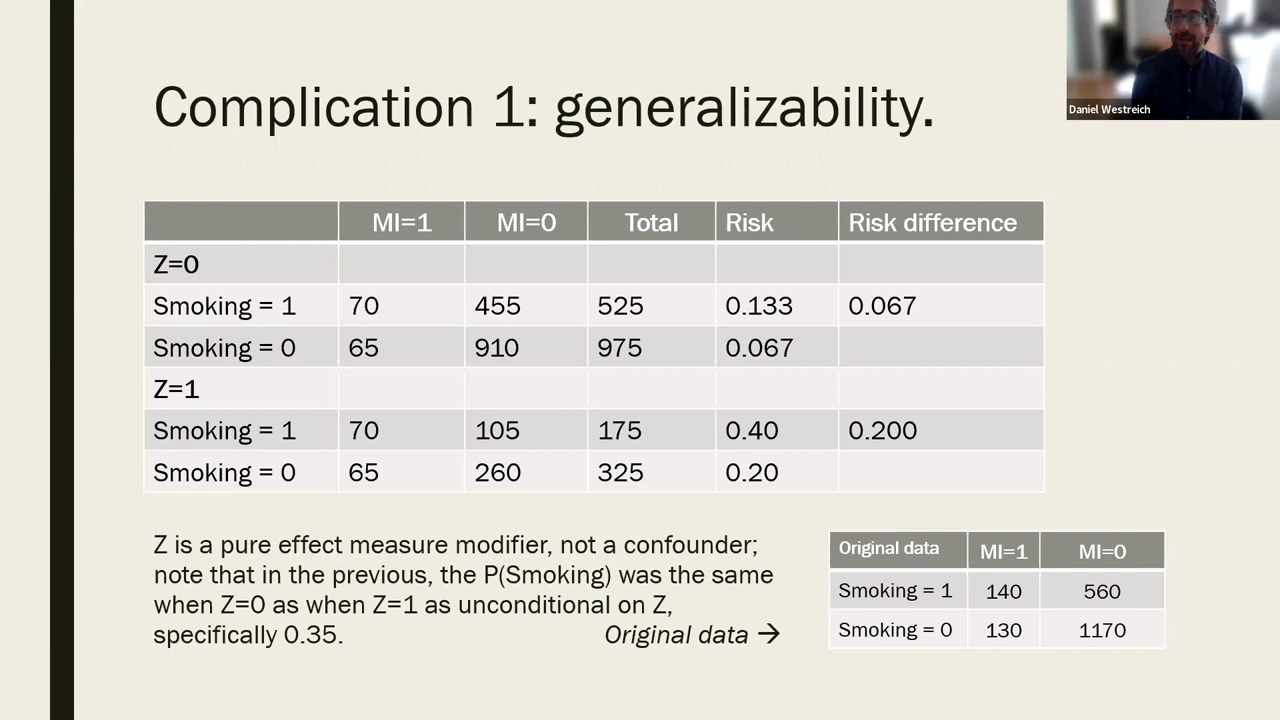 Daniel Westreich
Complication 1: generalizability.
MI=1 MI=0 Total Risk Risk difference
Z=0
Smoking = 1 70 455 525 0.133 0.067
Smoking = 0 65 910 975 0.067
Z=1
Smoking = 1 70 105 175 0.40 0.200
Smoking = 0 65 260 325 0.20
Z is a pure effect measure modifier, not a confounder;
note that in the previous, the P(Smoking) was the same
when Z=0 as when Z=1 as unconditional on Z,
specifically 0.35. Original data →
Original data MI=1 MI=0
Smoking = 1 140 560
Smoking = 0 130 1170